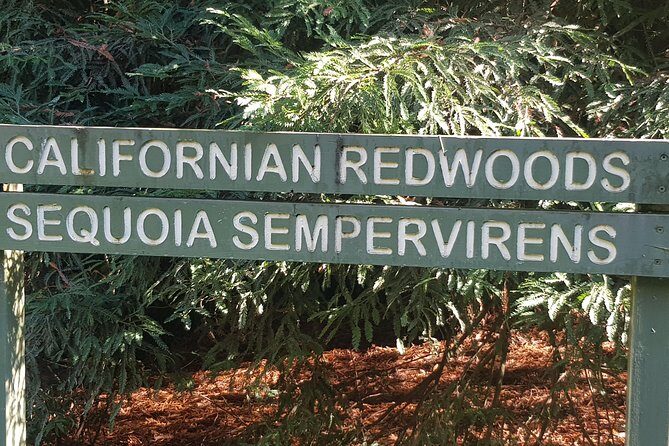 CALIFORNIAN REDWOODS
SEQUOIA SEMPERVIRENS